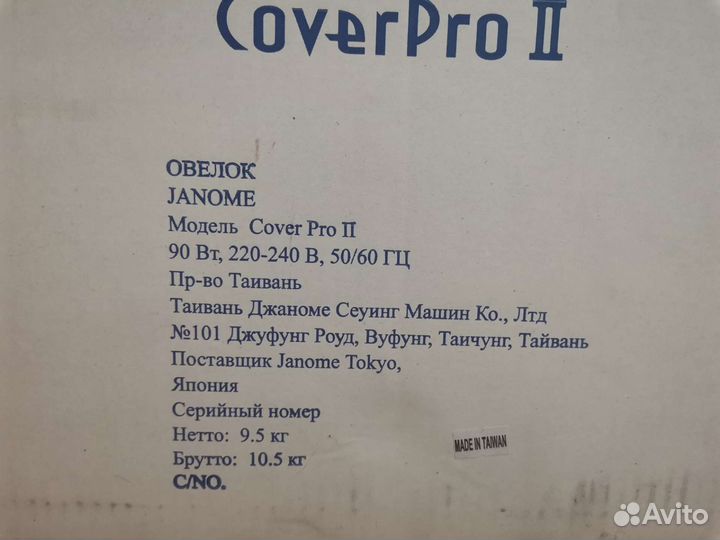 CoverPro II
ОВЕЛОК
JANOME
Модель Cover Pro II
90 Вт, 220-240 В, 50/60 ГЦ
Пр-во Таивань
Таивань Джаноме Сеуинг Машин Ко., Лтд
№101 Джуфунг Роуд, Вуфунг, Таичунг, Тайвань
Поставщик Janome Tokyo,
Япония
Серийный номер
Нетто: 9.5 кг
MADE IN TAIWAN
Брутто: 10.5 кг
C/NO.
Avito